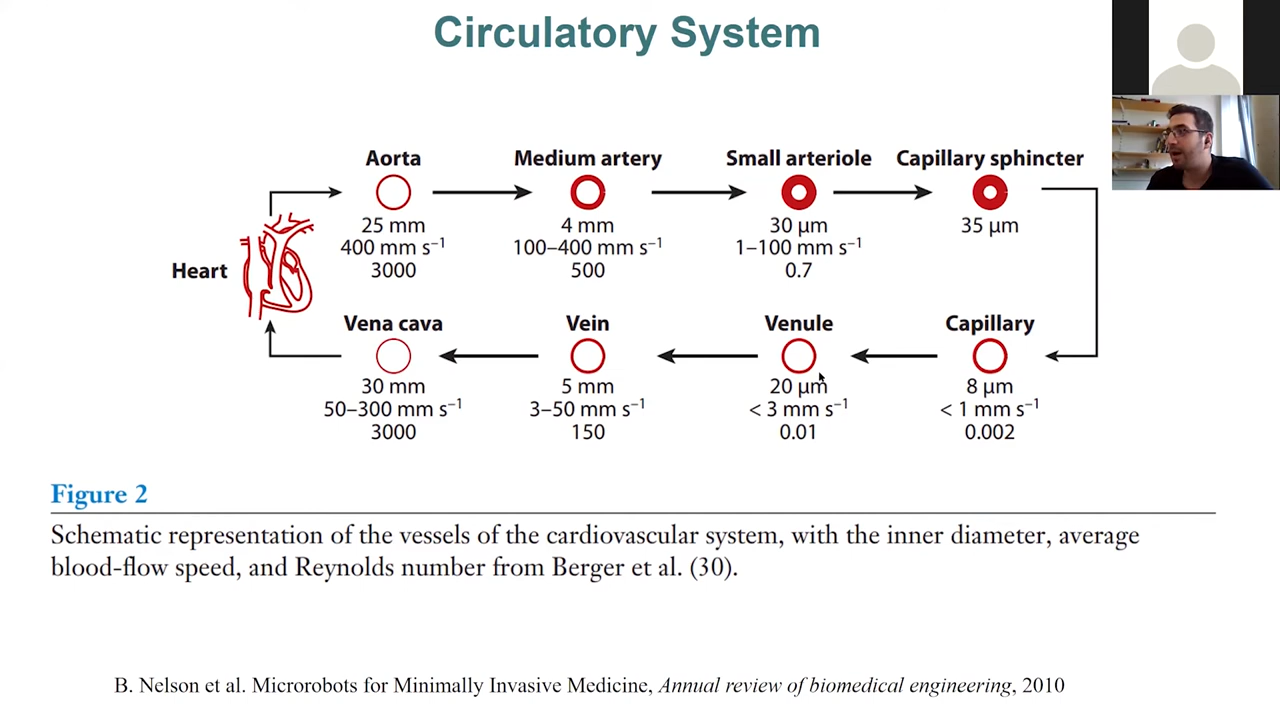 Circulatory System
Aorta
25 mm
400 mm s⁻¹
3000
Medium artery
4 mm
100–400 mm s⁻¹
500
Small arteriole
30 μm
1–100 mm s⁻¹
0.7
Capillary sphincter
35 μm
Heart
Vena cava
30 mm
50–300 mm s⁻¹
3000
Vein
5 mm
3–50 mm s⁻¹
150
Venule
20 μm
< 3 mm s⁻¹
0.01
Capillary
8 μm
< 1 mm s⁻¹
0.002
Figure 2
Schematic representation of the vessels of the cardiovascular system, with the inner diameter, average
blood-flow speed, and Reynolds number from Berger et al. (30).
B. Nelson et al. Microrobots for Minimally Invasive Medicine, Annual review of biomedical engineering, 2010